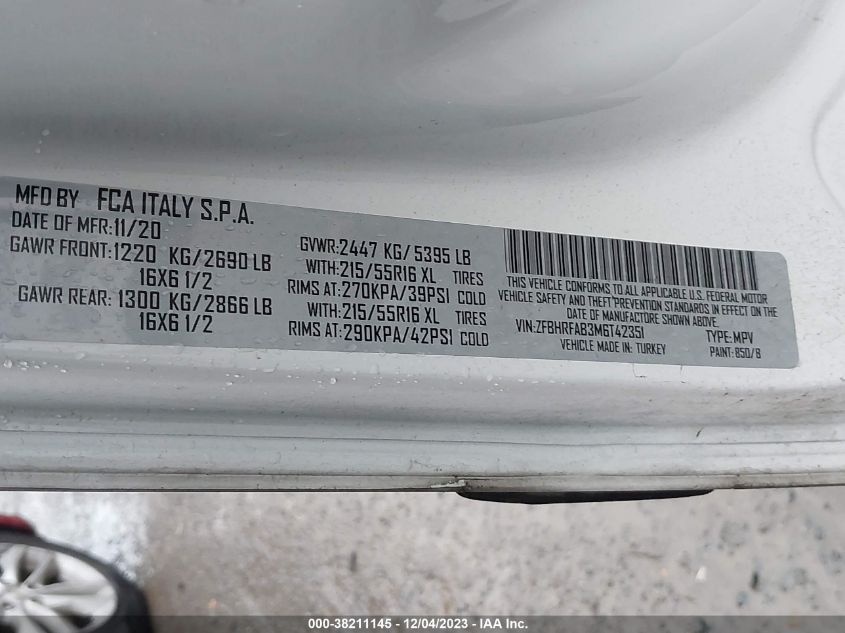 MFD BY FCA ITALY S.P.A.
DATE OF MFR:11/20
GAWR FRONT:1220 KG/2690 LB
16X6 1/2
GAWR REAR: 1300 KG/2866 LB
16X6 1/2
GVWR:2447 KG/ 5395 LB
WITH:215/55R16 XL TIRES
RIMS AT:270KPA/39PSI COLD
WITH:215/55R16 XL TIRES
RIMS AT:290KPA/42PSI COLD
THIS VEHICLE CONFORMS TO ALL APPLICABLE U.S. FEDERAL MOTOR
VEHICLE SAFETY AND THEFT PREVENTION STANDARDS IN EFFECT ON THE
DATE OF MANUFACTURE SHOWN ABOVE.
VIN:ZFBHRFAB3M6T42351 TYPE:MPV
VEHICLE MADE IN: TURKEY PAINT: 850/B
000-38211145 - 12/04/2023 - IAA Inc.